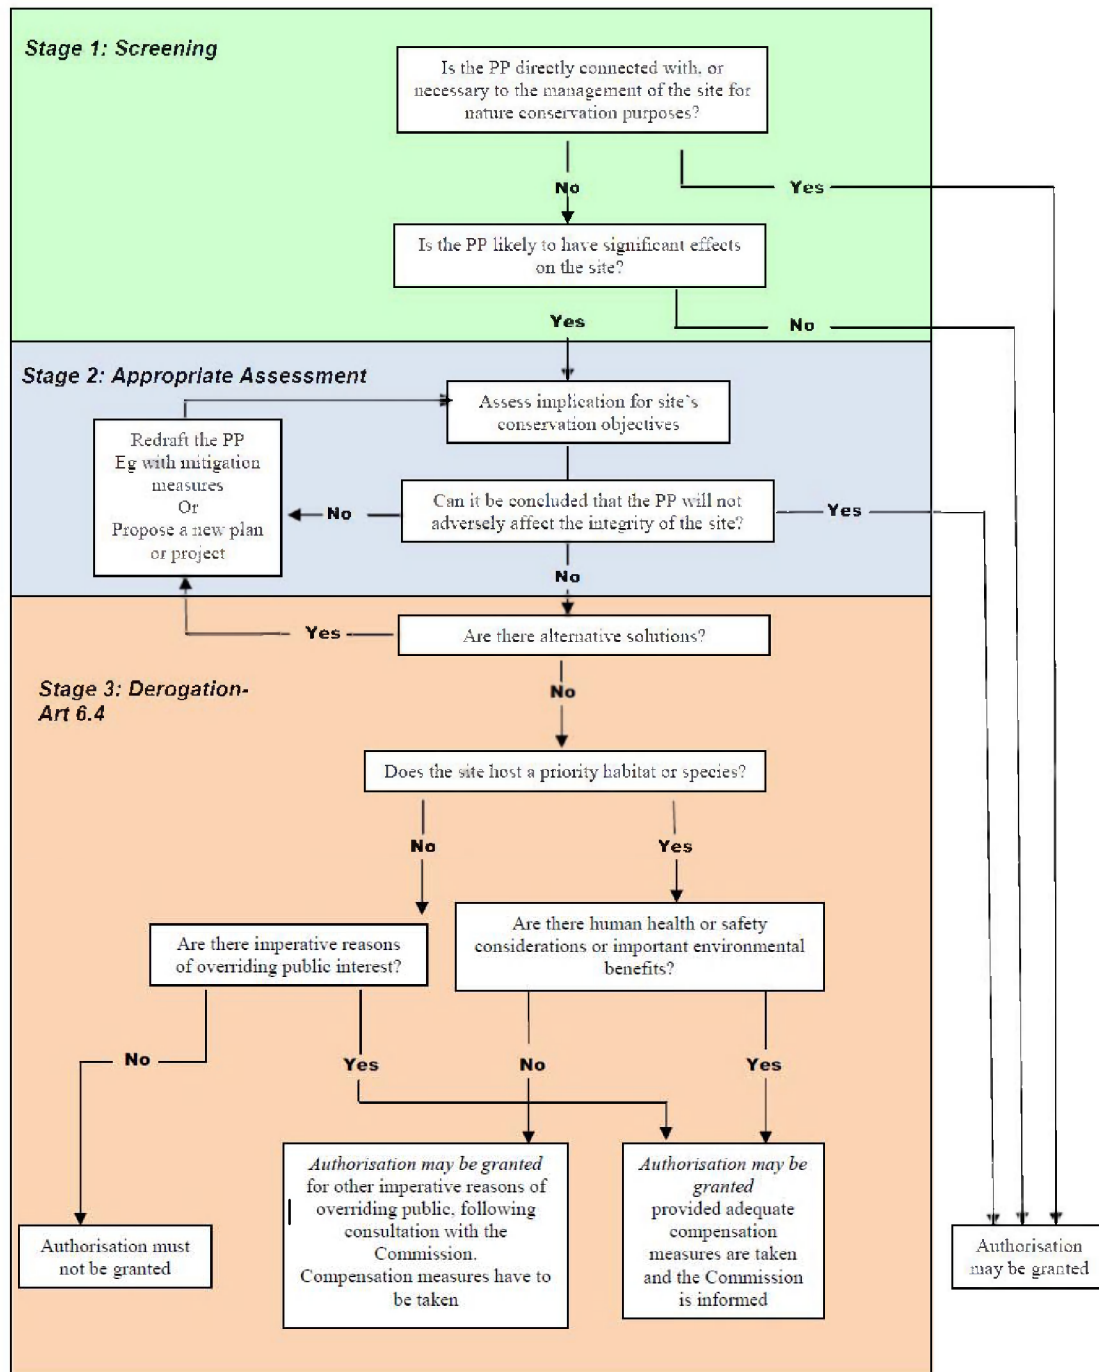 Stage 1: Screening
Is the PP directly connected with, or
necessary to the management of the site for
nature conservation purposes?
No
Yes
Is the PP likely to have significant effects
on the site?
Yes
No
Stage 2: Appropriate Assessment
Assess implication for site`s
conservation objectives
Redraft the PP
Eg with mitigation
measures
Or
Propose a new plan
or project
Can it be concluded that the PP will not
adversely affect the integrity of the site?
No
Yes
No
Are there alternative solutions?
Yes
No
Stage 3: Derogation-
Art 6.4
Does the site host a priority habitat or species?
No
Yes
Are there imperative reasons
of overriding public interest?
Are there human health or safety
considerations or important environmental
benefits?
No
Yes
No
Yes
Authorisation must
not be granted
Authorisation may be granted
for other imperative reasons of
overriding public, following
consultation with the
Commission.
Compensation measures have to
be taken
Authorisation may be
granted
provided adequate
compensation
measures are taken
and the Commission
is informed
Authorisation
may be granted